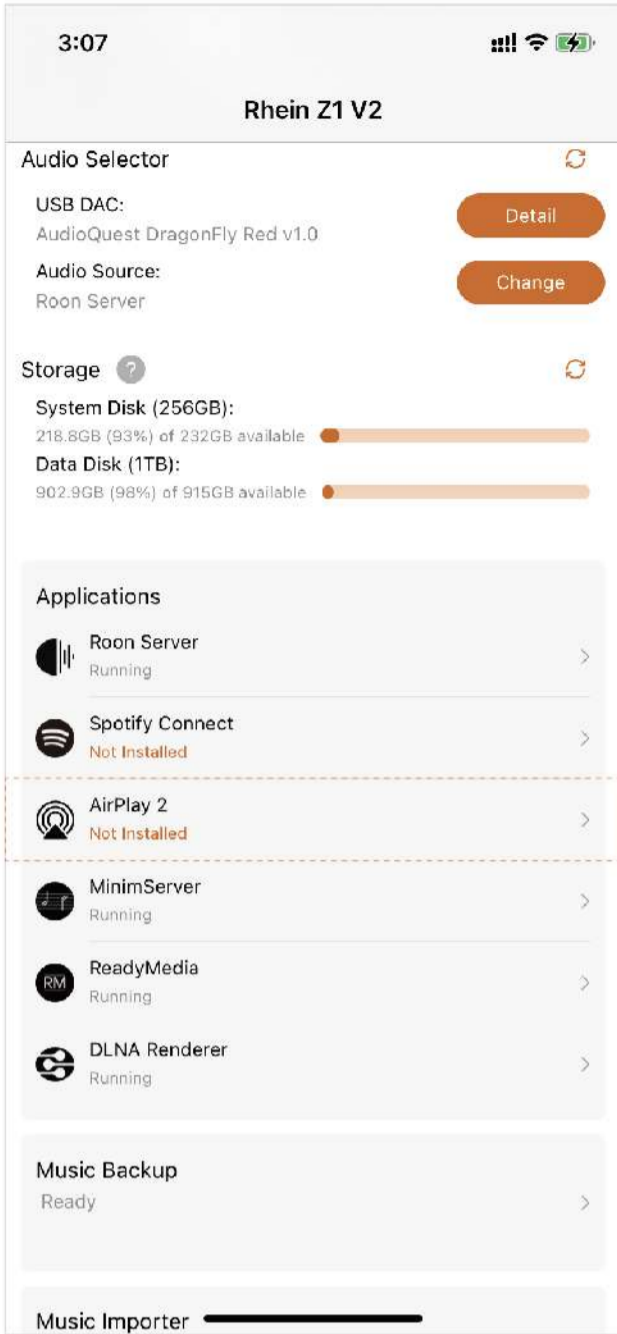 3:07
Rhein Z1 V2
Audio Selector
USB DAC:
Detail
AudioQuest DragonFly Red v1.0
Audio Source:
Change
Roon Server
Storage ?
System Disk (256GB):
218.8GB (93%) of 232GB available
Data Disk (1TB):
902.9GB (98%) of 915GB available
Applications
Roon Server
Running
Spotify Connect
Not Installed
AirPlay 2
Not Installed
MinimServer
Running
RM
ReadyMedia
Running
DLNA Renderer
Running
Music Backup
Ready
Music Importer